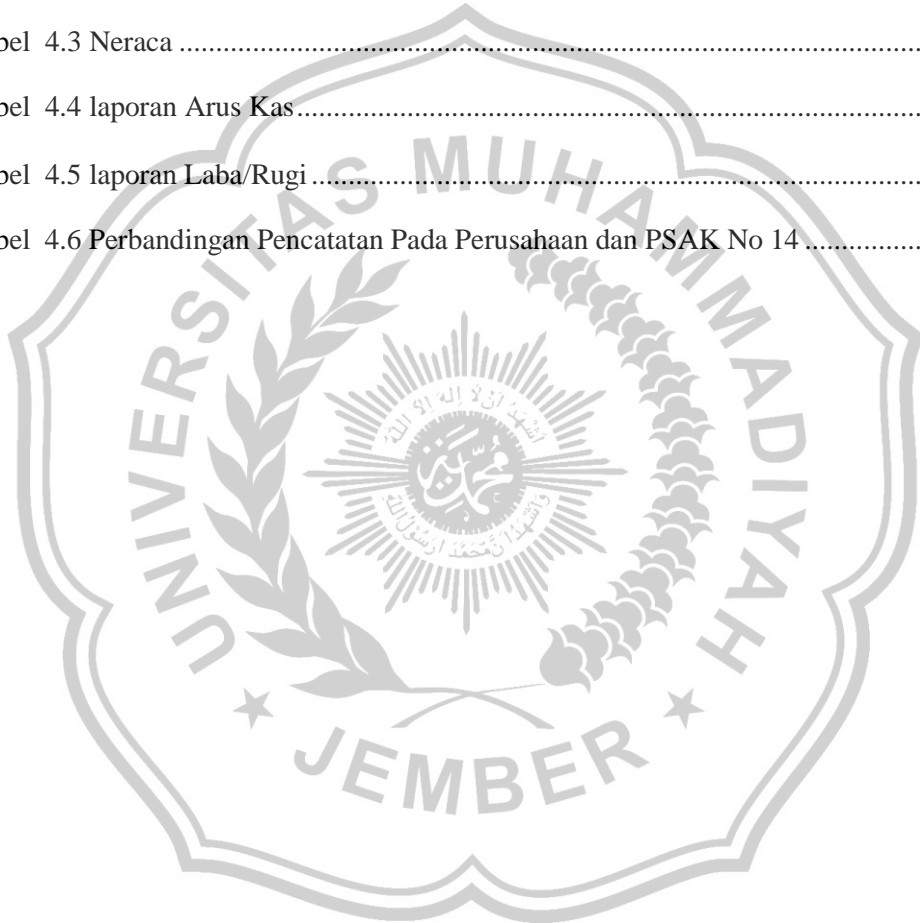 bel 4.3 Neraca ....................................................................................................
bel 4.4 laporan Arus Kas....................................................................................
bel 4.5 laporan Laba/Rugi ..................................................................................
bel 4.6 Perbandingan Pencatatan Pada Perusahaan dan PSAK No 14 ................
UNIVERSITAS MUHAMMADIYAH
JEMBER